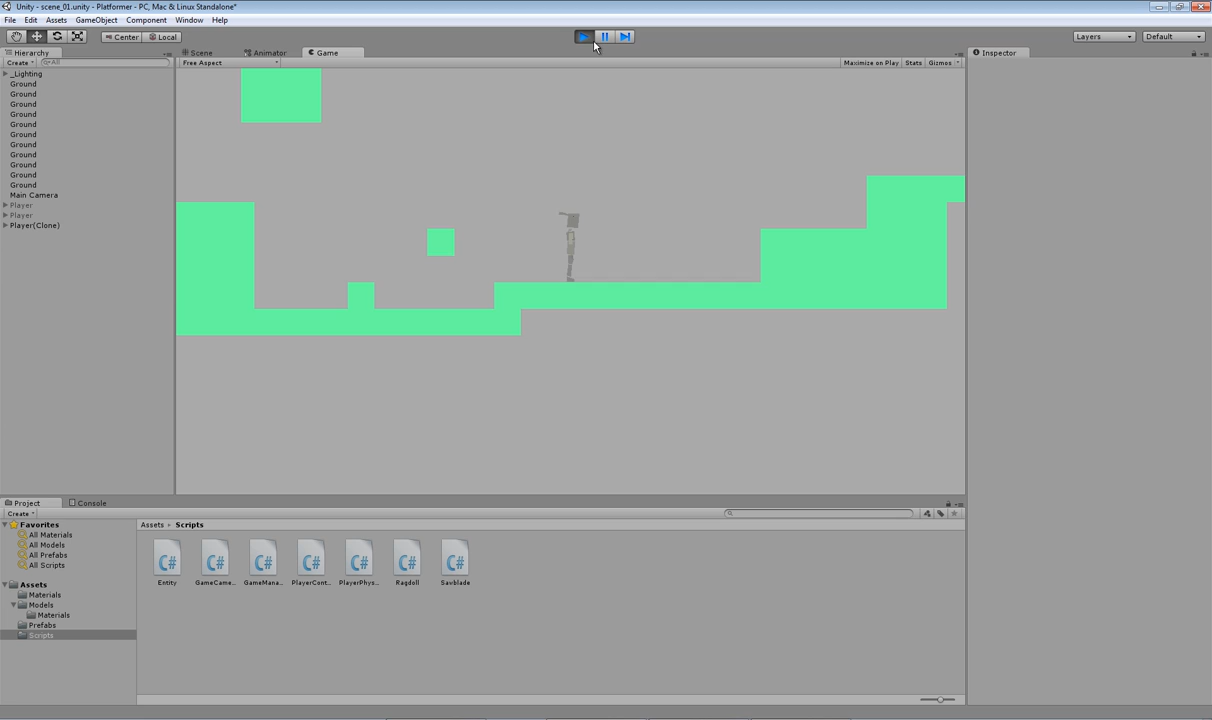 Unity - scene_01.unity - Platformer - PC, Mac & Linux Standalone*
File Edit Assets GameObject Component Window Help
Center Local Layers Default
Hierarchy Scene Animator Game Inspector
Create All Free Aspect Maximize on Play Stats Gizmos
_Lighting
Ground
Ground
Ground
Ground
Ground
Ground
Ground
Ground
Ground
Ground
Ground
Main Camera
Player
Player
Player(Clone)
Project Console
Create
Favorites
All Materials
All Models
All Prefabs
All Scripts
Assets
Materials
Models
Materials
Prefabs
Scripts
Assets Scripts
C# C# C# C# C# C# C#
Entity GameCame... GameMana... PlayerCont... PlayerPhys... Ragdoll Sawblade